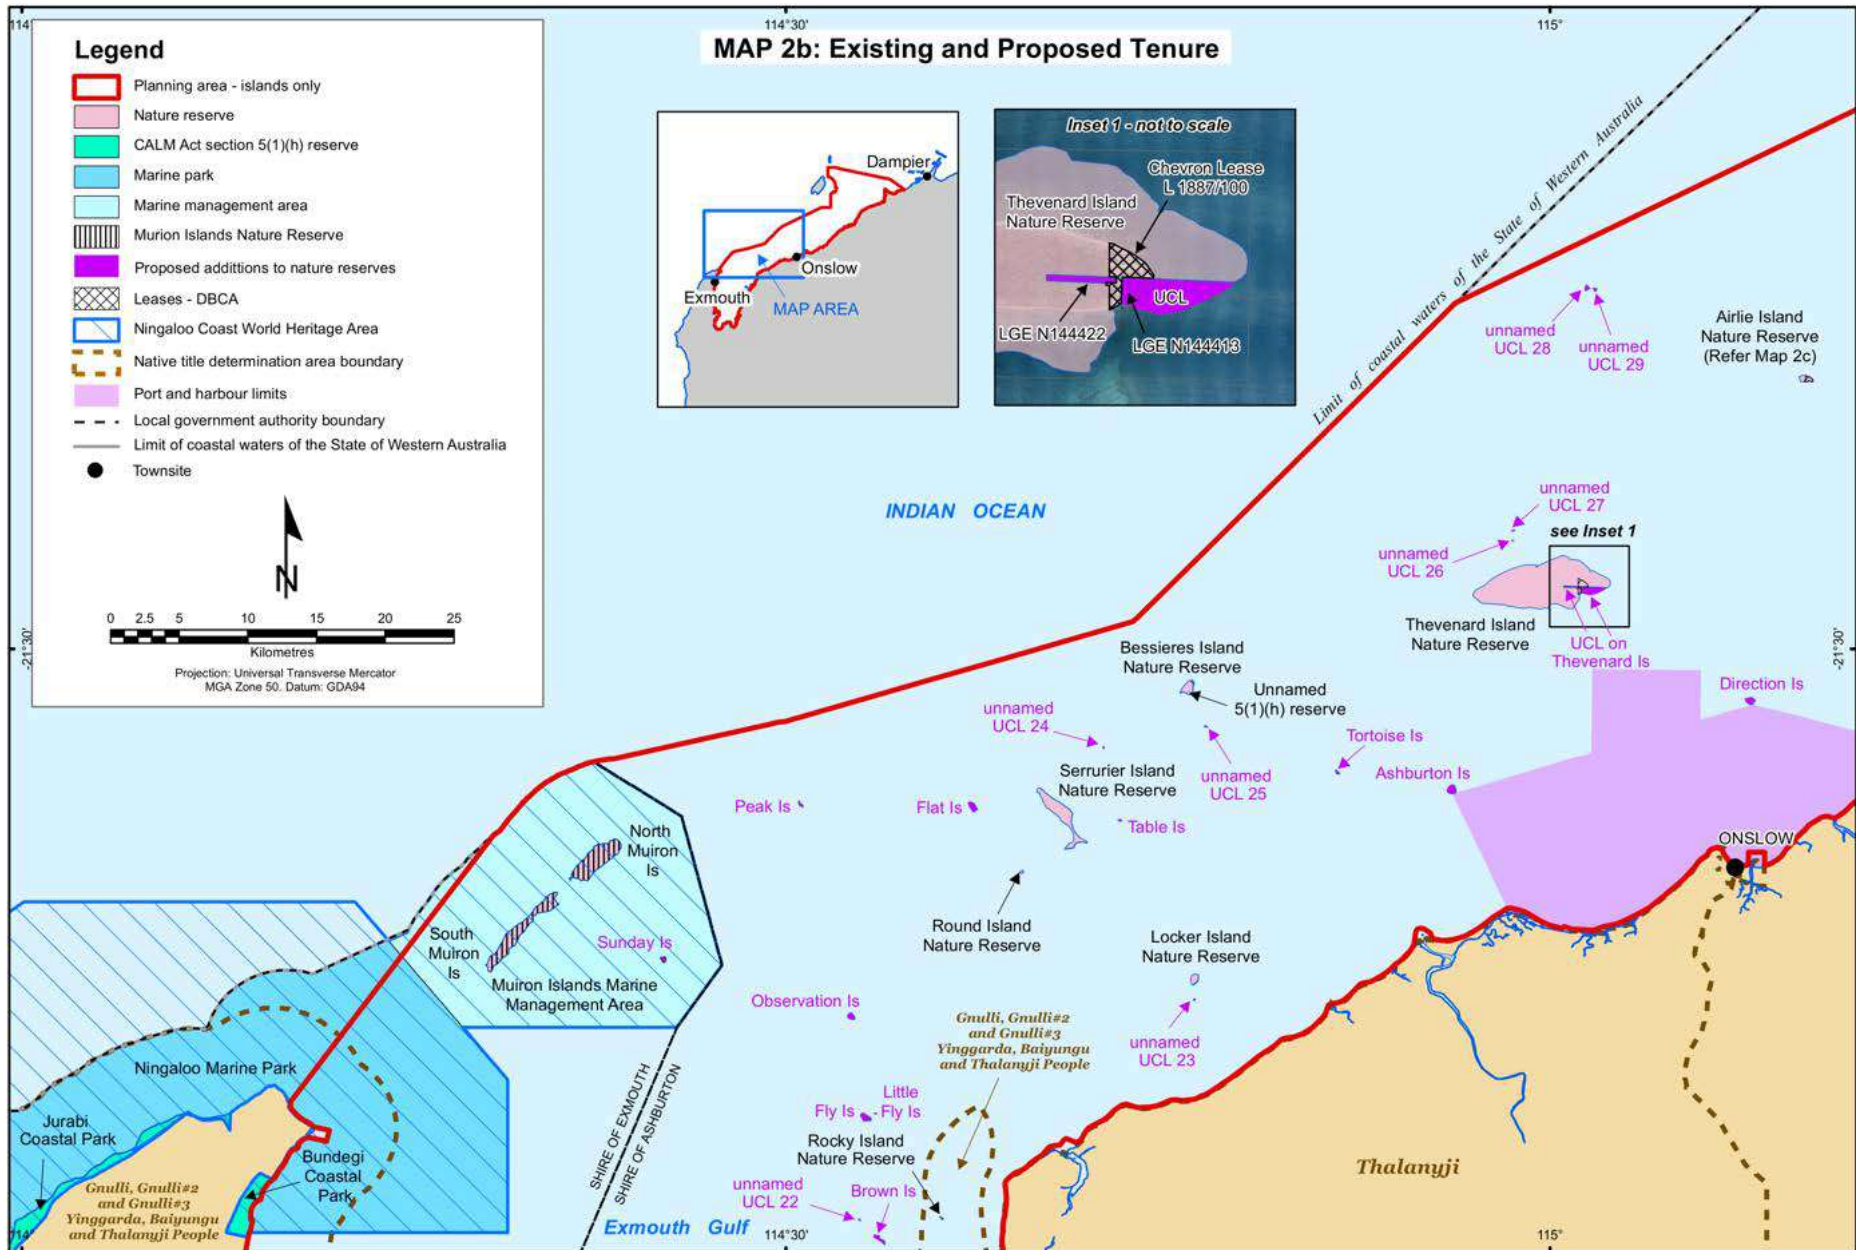 114°
114°30'
115°
MAP 2b: Existing and Proposed Tenure
Legend
Planning area - islands only
Nature reserve
CALM Act section 5(1)(h) reserve
Marine park
Marine management area
Murion Islands Nature Reserve
Proposed additions to nature reserves
Leases - DBCA
Ningaloo Coast World Heritage Area
Native title determination area boundary
Port and harbour limits
Local government authority boundary
Limit of coastal waters of the State of Western Australia
Townsite
N
0 2.5 5 10 15 20 25
Kilometres
Projection: Universal Transverse Mercator
MGA Zone 50. Datum: GDA94
Dampier
Onslow
Exmouth
MAP AREA
Inset 1 - not to scale
Chevron Lease
L 1887/100
Thevenard Island
Nature Reserve
UCL
LGE N144422
LGE N144413
Limit of coastal waters of the State of Western Australia
unnamed
UCL 28
unnamed
UCL 29
Airlie Island
Nature Reserve
(Refer Map 2c)
INDIAN OCEAN
unnamed
UCL 27
see Inset 1
unnamed
UCL 26
Thevenard Island
Nature Reserve
UCL on
Thevenard Is
-21°30'
-21°30'
Bessieres Island
Nature Reserve
Unnamed
5(1)(h) reserve
Direction Is
unnamed
UCL 24
Tortoise Is
Serrurier Island
Nature Reserve
unnamed
UCL 25
Ashburton Is
Peak Is
Flat Is
Table Is
North
Muiron
Is
ONSLOW
South
Muiron
Is
Sunday Is
Round Island
Nature Reserve
Locker Island
Nature Reserve
Muiron Islands Marine
Management Area
Observation Is
Gnulli, Gnulli#2
and Gnulli#3
Yinggarda, Baiyungu
and Thalanyji People
unnamed
UCL 23
Ningaloo Marine Park
SHIRE OF EXMOUTH
SHIRE OF ASHBURTON
Little
Fly Is
Fly Is
Jurabi
Coastal Park
Rocky Island
Nature Reserve
Bundegi
Coastal
Park
Thalanyji
Gnulli, Gnulli#2
and Gnulli#3
Yinggarda, Baiyungu
and Thalanyji People
unnamed
UCL 22
Brown Is
Exmouth Gulf
114
114°30'
115°